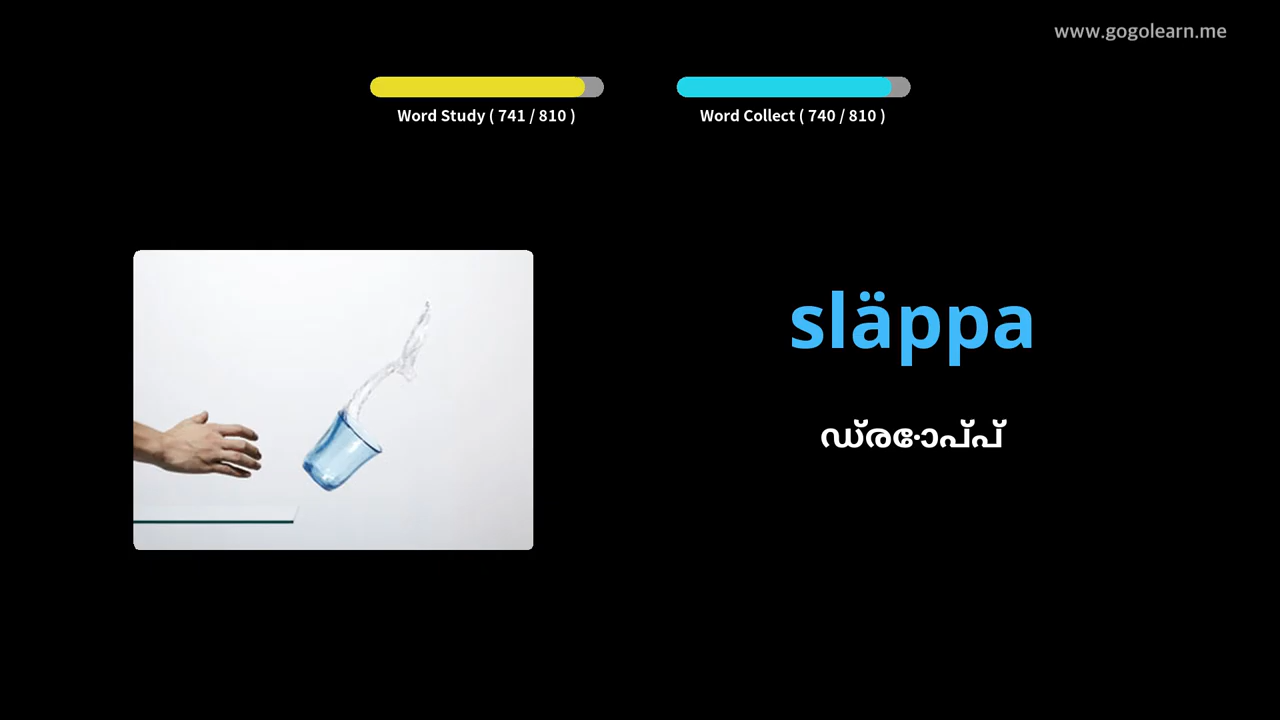 www.gogolearn.me
Word Study ( 741 / 810 )
Word Collect ( 740 / 810 )
släppa
ഡ്രോപ്പ്